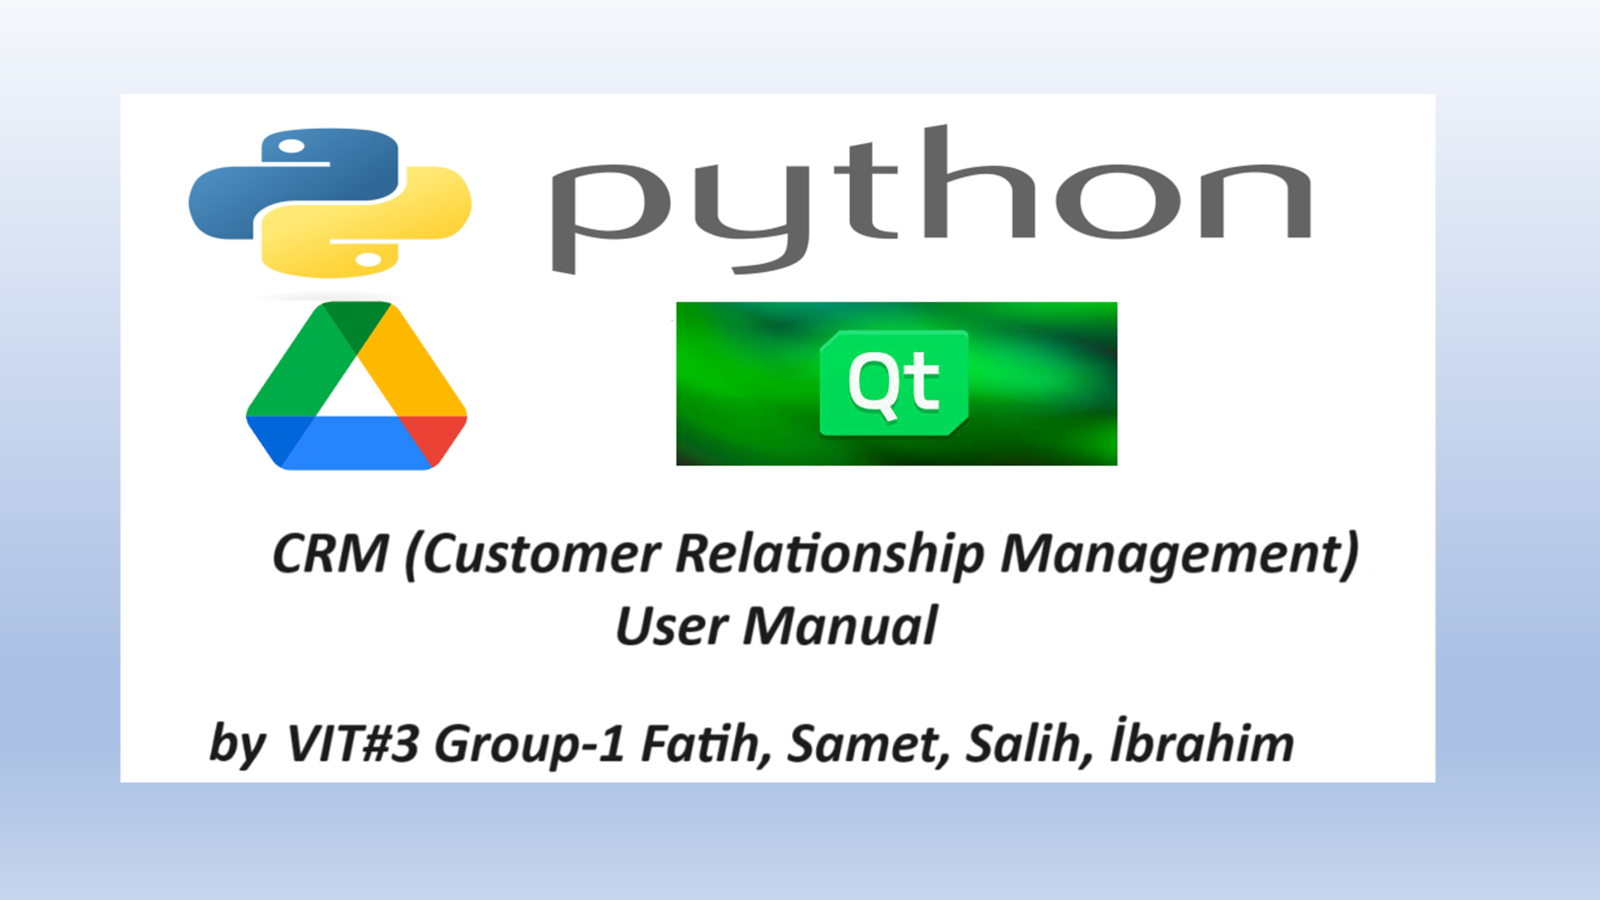 python
Qt
CRM (Customer Relationship Management)
User Manual
by VIT#3 Group-1 Fatih, Samet, Salih, İbrahim